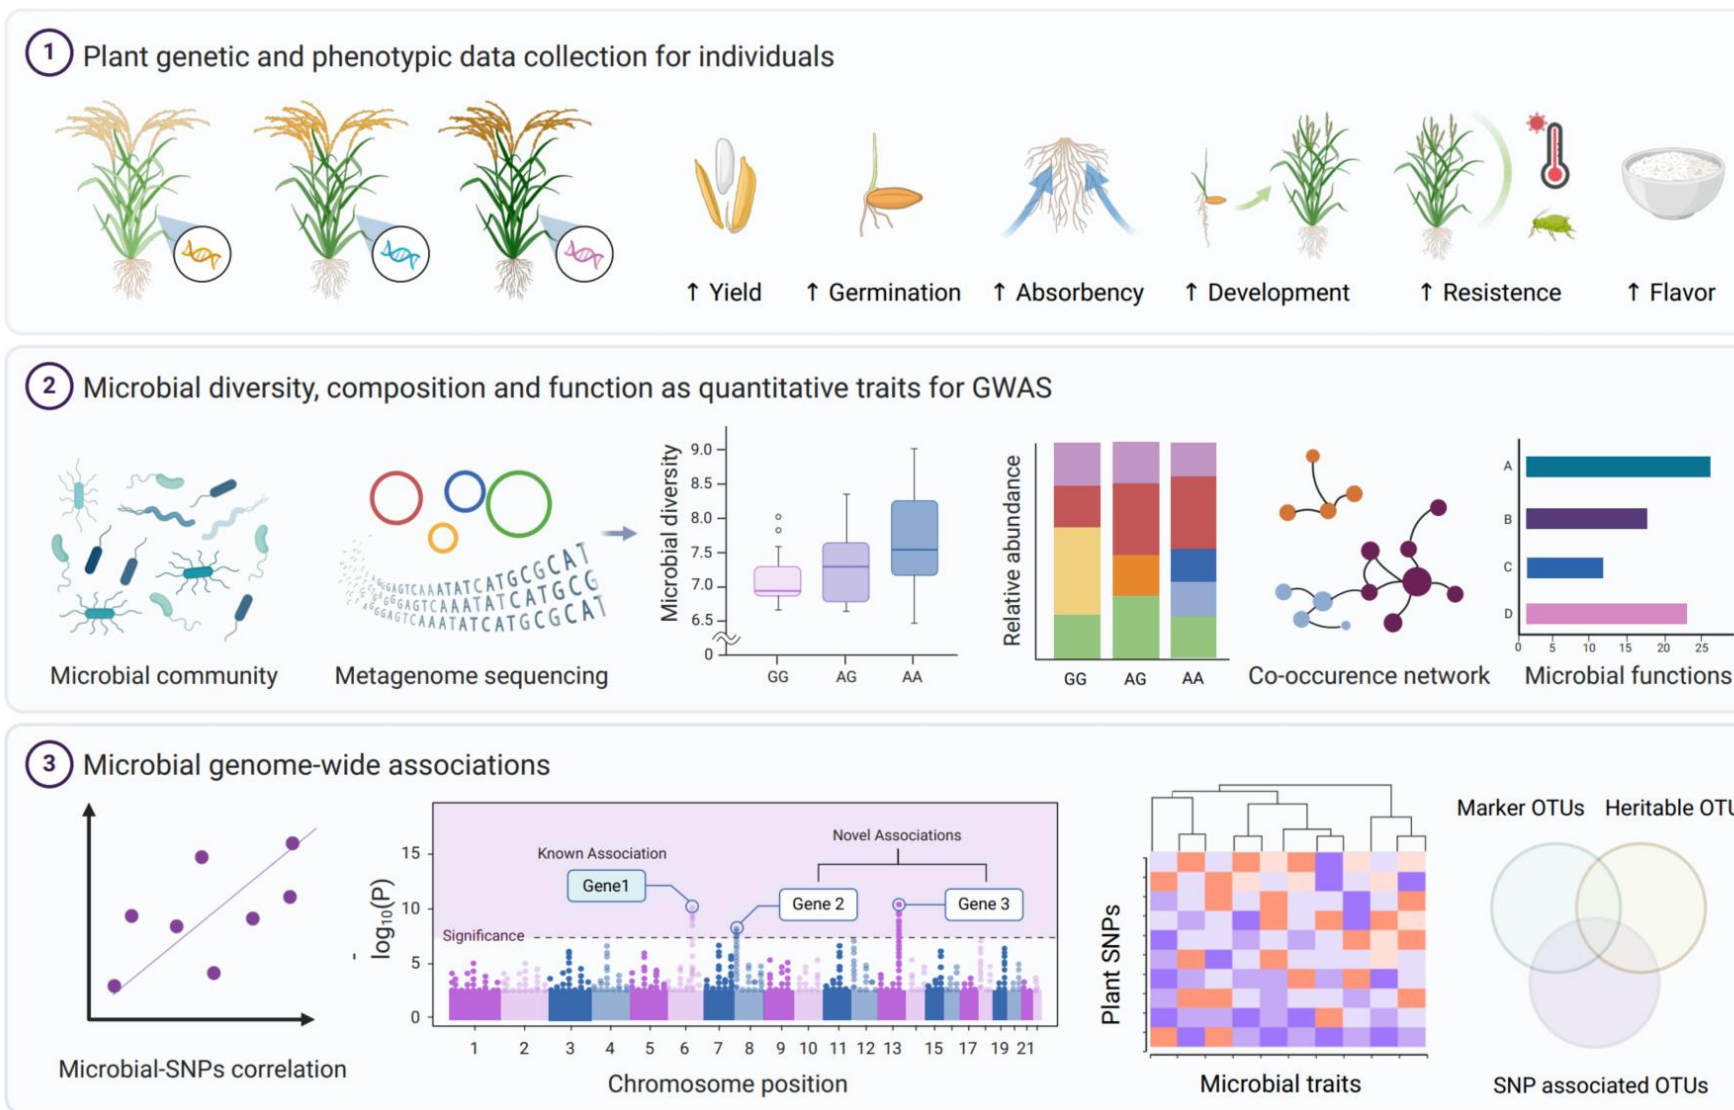 1 Plant genetic and phenotypic data collection for individuals
↑ Yield
↑ Germination
↑ Absorbency
↑ Development
↑ Resistence
↑ Flavor
2 Microbial diversity, composition and function as quantitative traits for GWAS
Microbial community
GAGTCAAATATCATGCGCAT
GAGTCAAATATCATGCG
AGGGAGTCAAATATCATGCGCAT
Metagenome sequencing
Microbial diversity
9.0
8.5
8.0
7.5
7.0
6.5
0
GG AG AA
Relative abundance
GG AG AA
Co-occurence network
A
B
C
D
0 5 10 15 20 25
Microbial functions
3 Microbial genome-wide associations
Microbial-SNPs correlation
- log10(P)
15
10
5
0
Known Association
Gene1
Novel Associations
Gene 2
Gene 3
Significance
1 2 3 4 5 6 7 8 9 10 11 12 13 15 17 19 21
Chromosome position
Plant SNPs
Microbial traits
Marker OTUs Heritable OTU
SNP associated OTUs